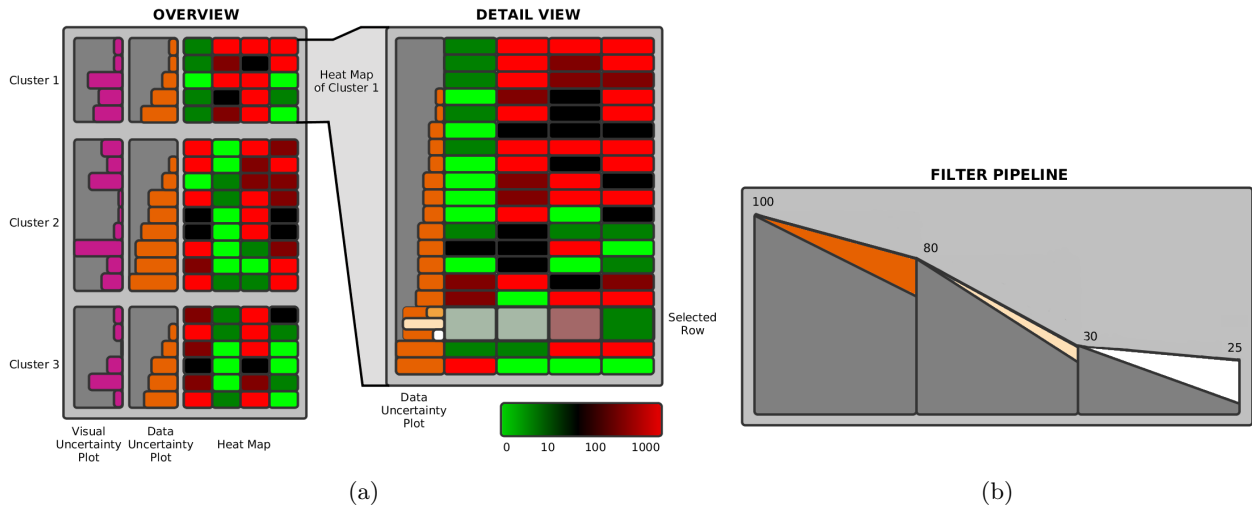 OVERVIEW
DETAIL VIEW
Cluster 1
Heat Map
of Cluster 1
Cluster 2
Cluster 3
Selected
Row
Visual
Uncertainty
Plot
Data
Uncertainty
Plot
Heat Map
Data
Uncertainty
Plot
0 10 100 1000
(a)
FILTER PIPELINE
100
80
30
25
(b)